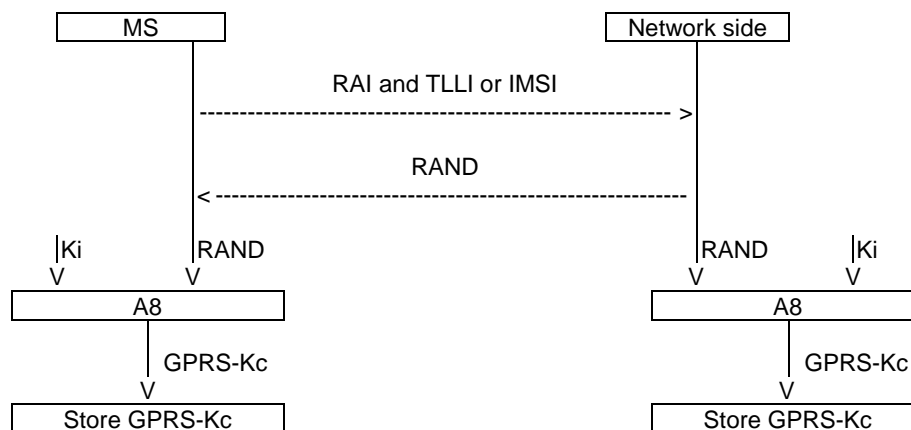 MS Network side
RAI and TLLI or IMSI
------------------------------------------------------- >
RAND
< -------------------------------------------------------
Ki RAND RAND Ki
V V V V
A8 A8
GPRS-Kc GPRS-Kc
V V
Store GPRS-Kc Store GPRS-Kc